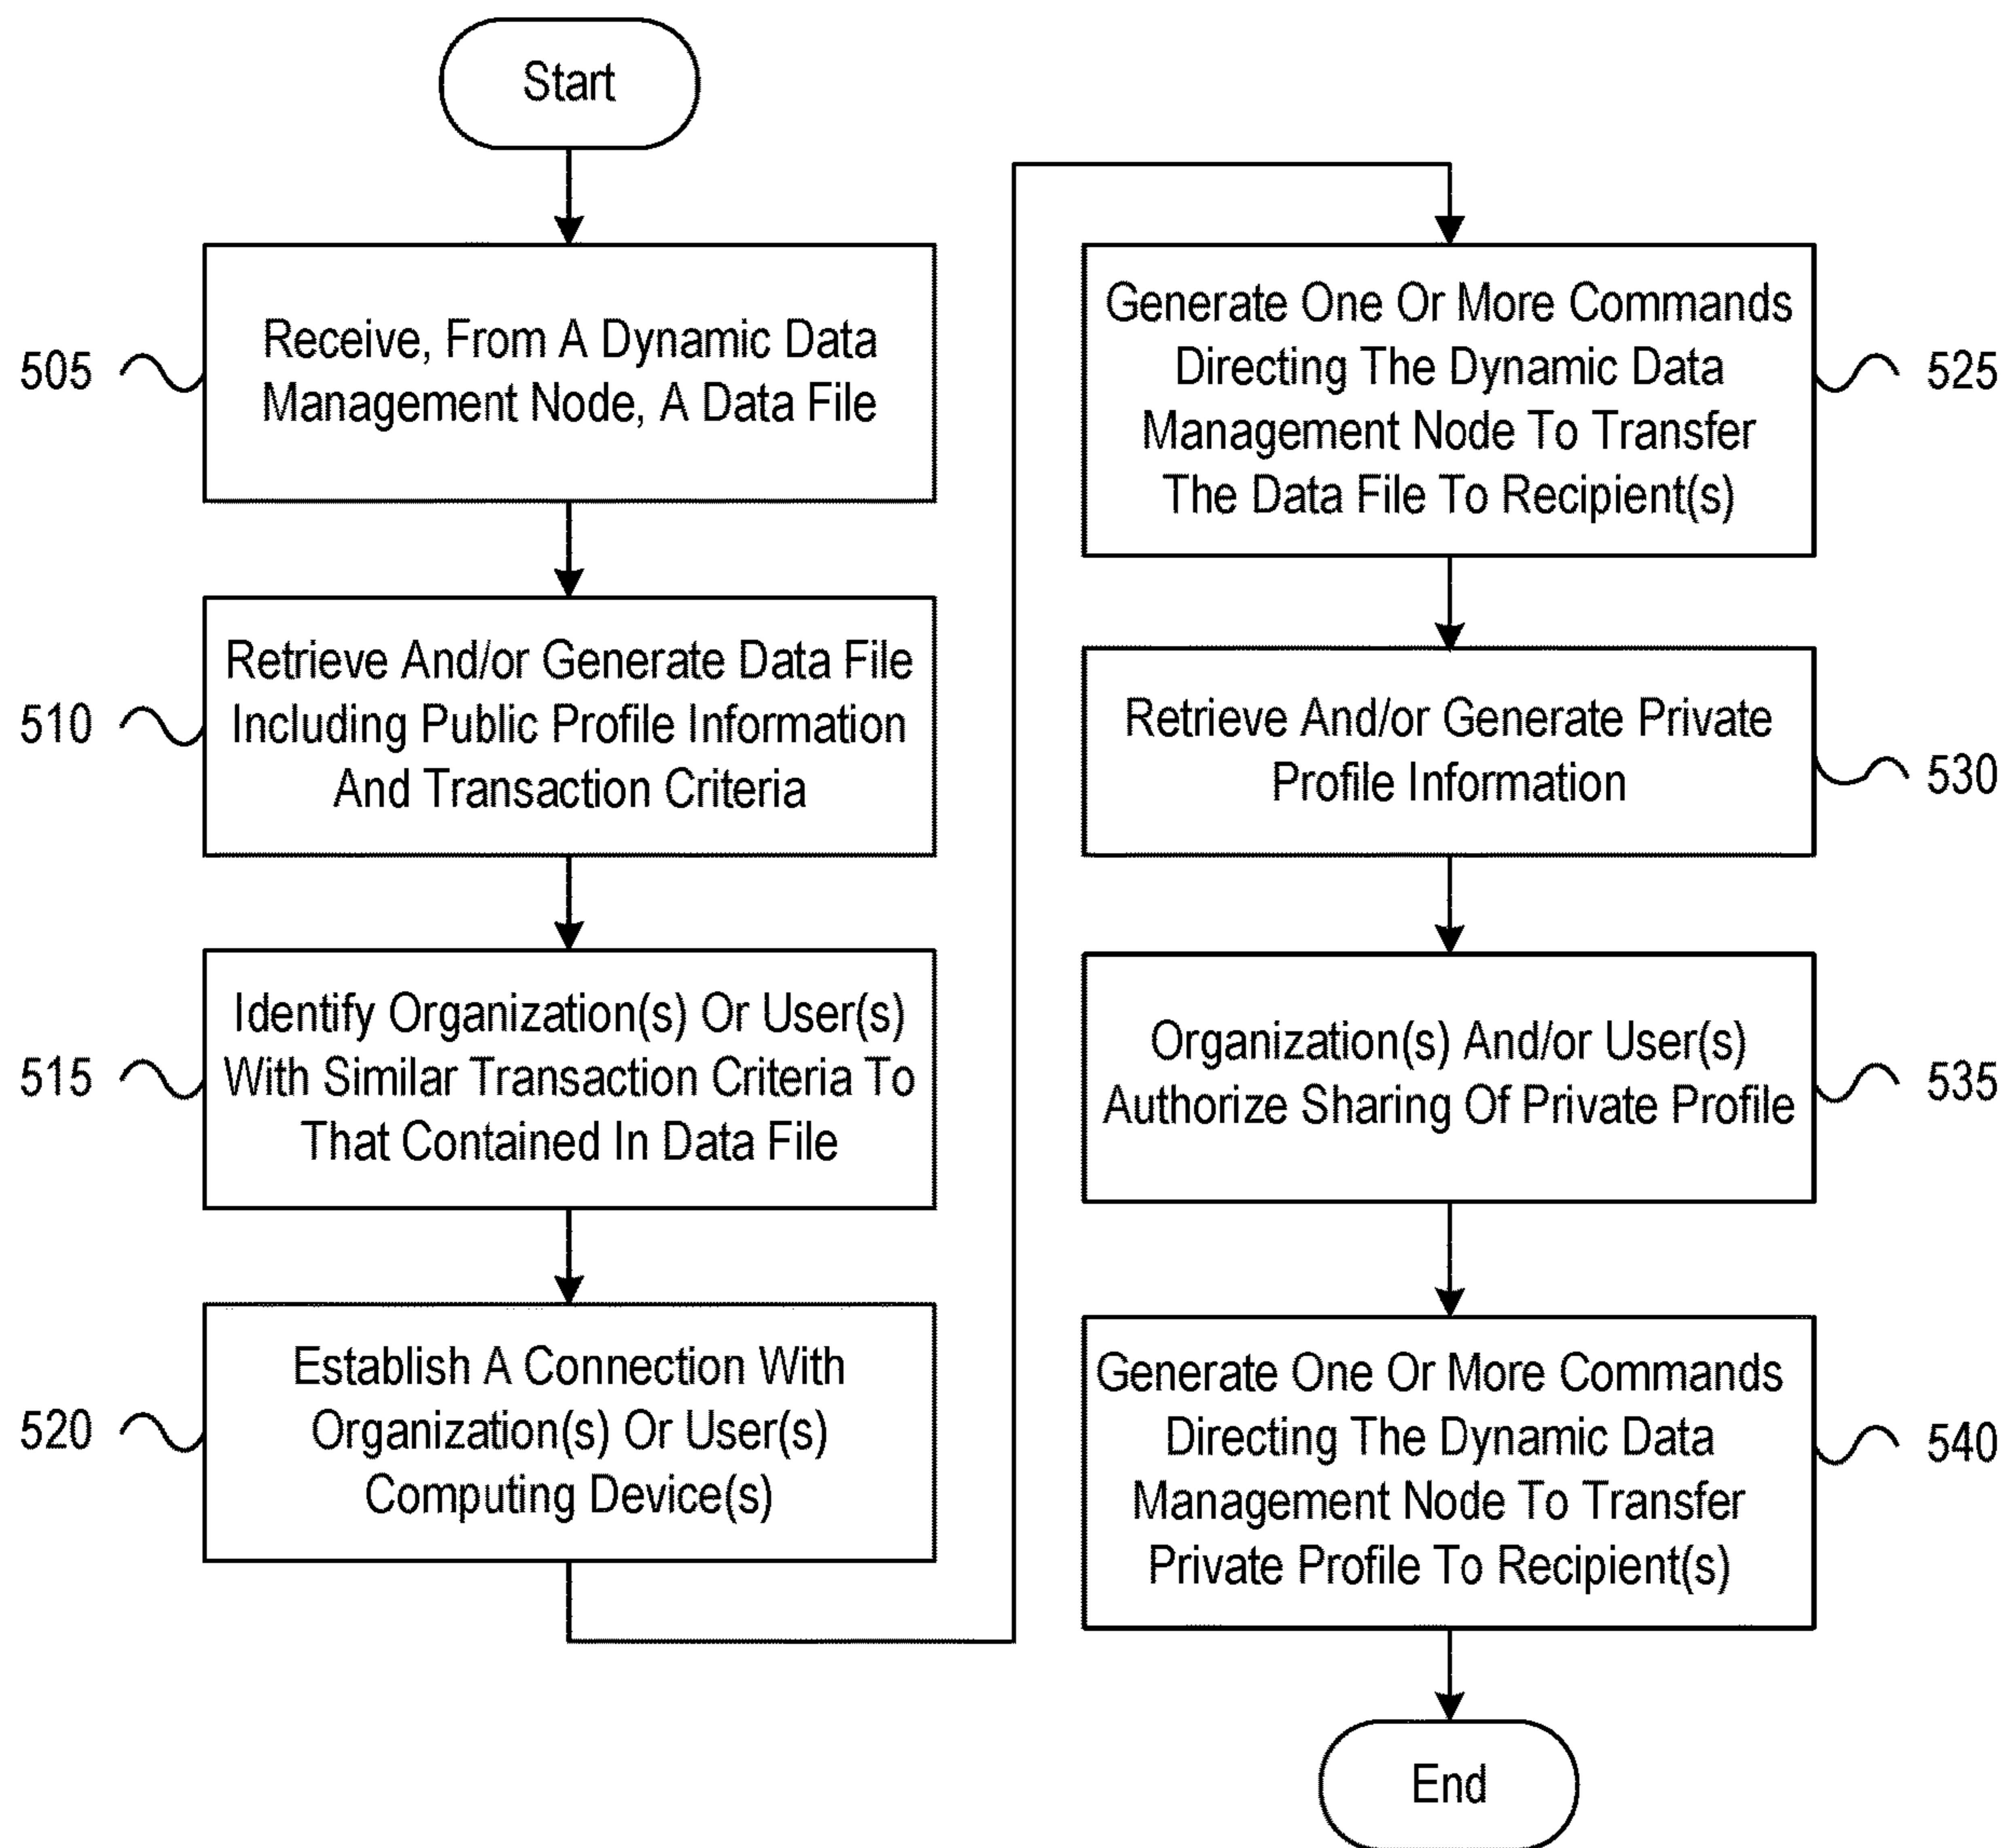 Start
505
Receive, From A Dynamic Data
Management Node, A Data File
510
Retrieve And/or Generate Data File
Including Public Profile Information
And Transaction Criteria
515
Identify Organization(s) Or User(s)
With Similar Transaction Criteria To
That Contained In Data File
520
Establish A Connection With
Organization(s) Or User(s)
Computing Device(s)
Generate One Or More Commands
Directing The Dynamic Data
Management Node To Transfer
The Data File To Recipient(s)
525
Retrieve And/or Generate Private
Profile Information
530
Organization(s) And/or User(s)
Authorize Sharing Of Private Profile
535
Generate One Or More Commands
Directing The Dynamic Data
Management Node To Transfer
Private Profile To Recipient(s)
540
End